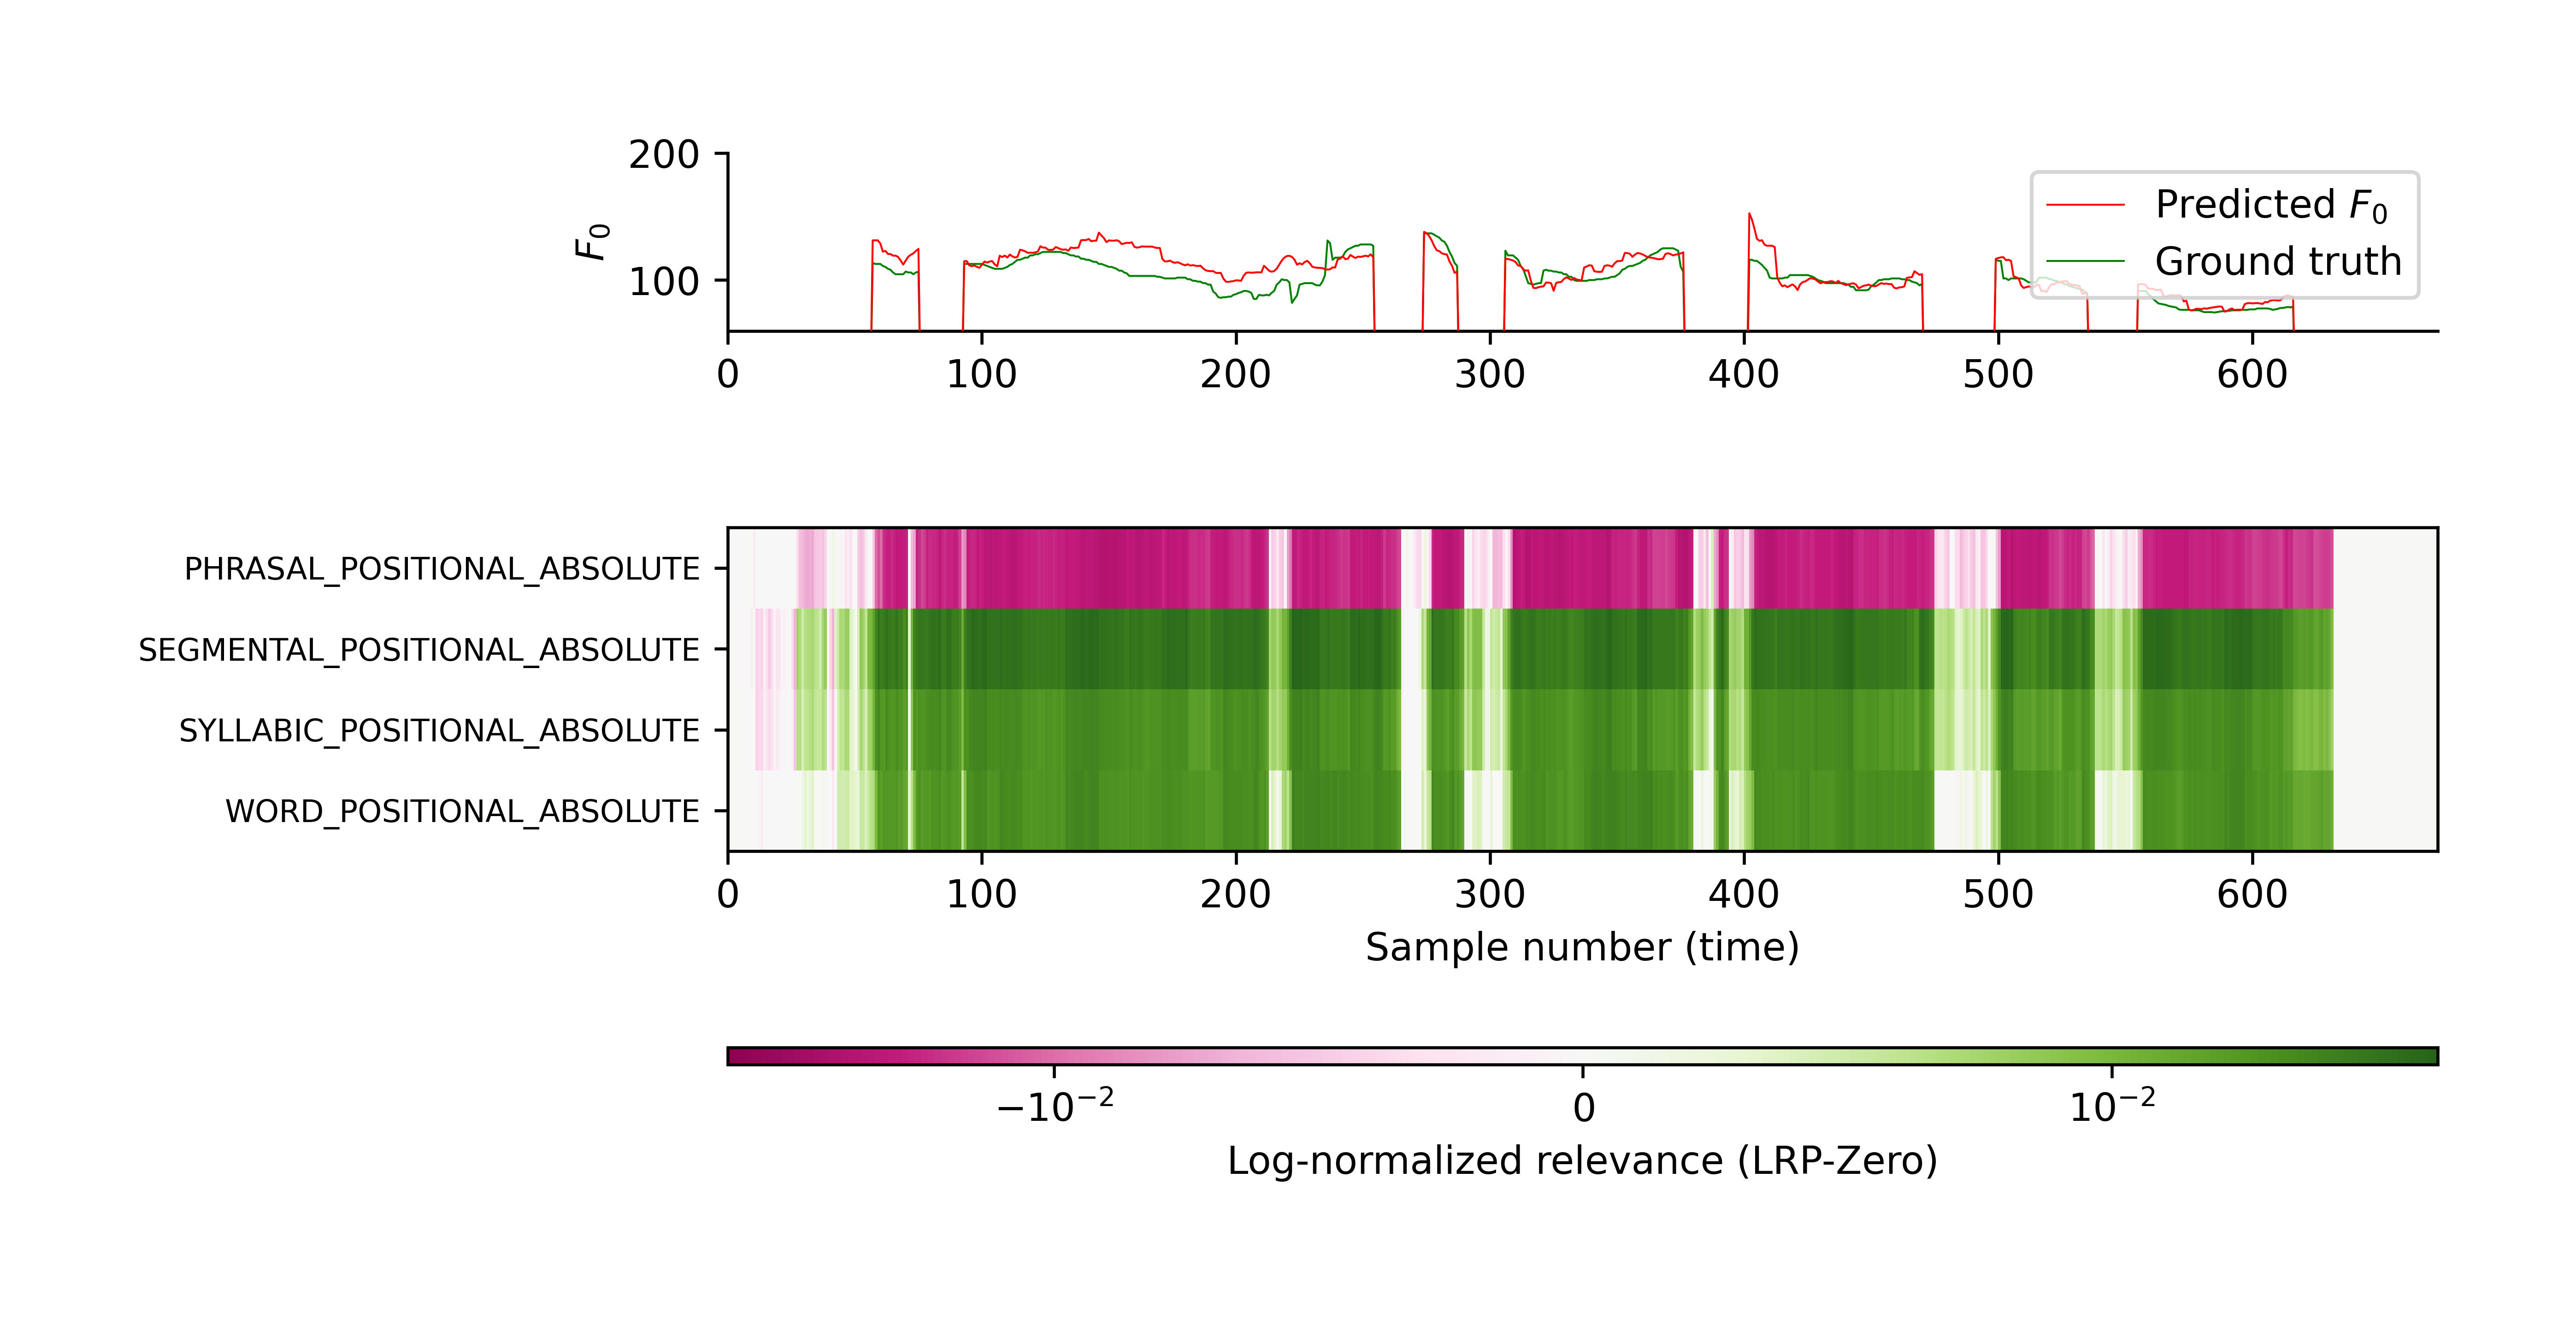 200
100
F₀
Predicted F₀
Ground truth
0 100 200 300 400 500 600
PHRASAL_POSITIONAL_ABSOLUTE
SEGMENTAL_POSITIONAL_ABSOLUTE
SYLLABIC_POSITIONAL_ABSOLUTE
WORD_POSITIONAL_ABSOLUTE
0 100 200 300 400 500 600
Sample number (time)
−10⁻² 0 10⁻²
Log-normalized relevance (LRP-Zero)